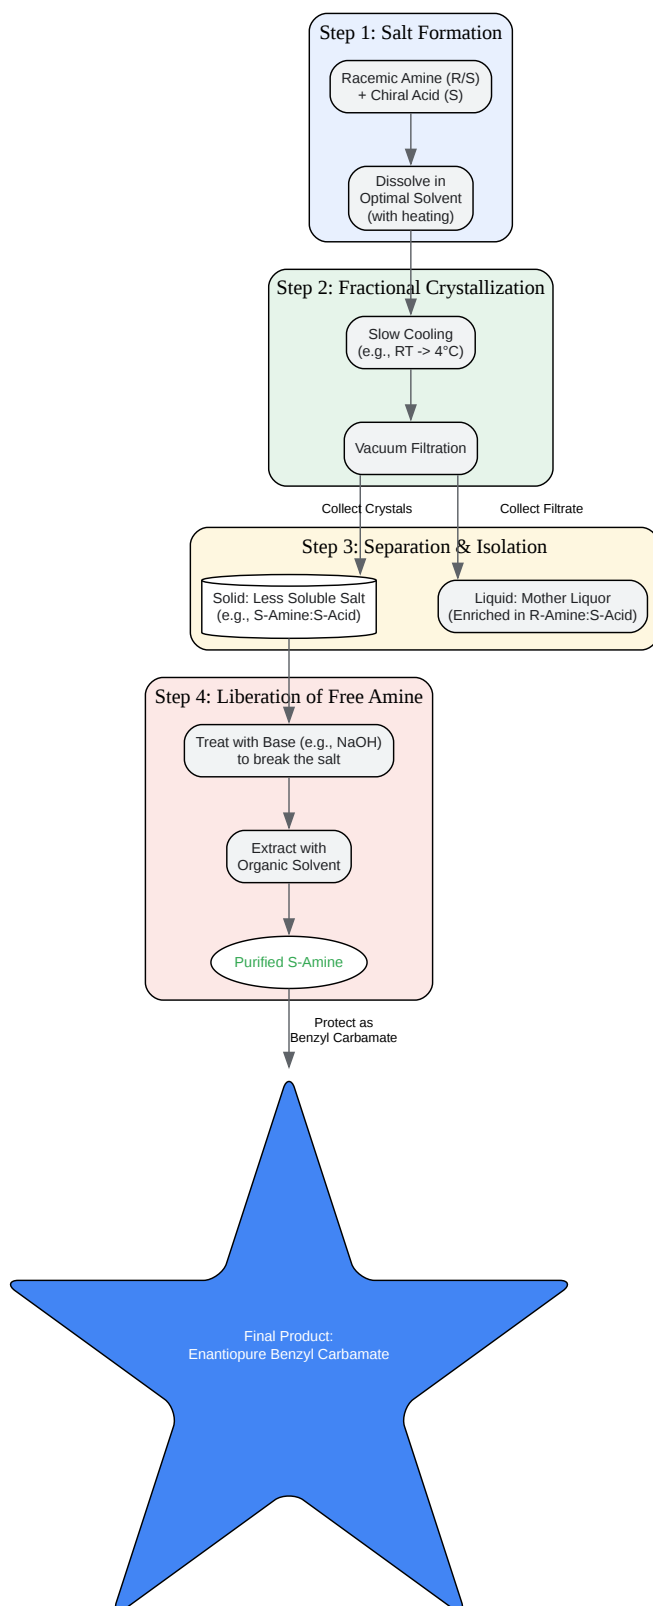 Step 1: Salt Formation
Racemic Amine (R/S)
+ Chiral Acid (S)
Dissolve in
Optimal Solvent
(with heating)
Step 2: Fractional Crystallization
Slow Cooling
(e.g., RT -> 4°C)
Vacuum Filtration
Collect Crystals
Collect Filtrate
Step 3: Separation & Isolation
Solid: Less Soluble Salt
(e.g., S-Amine:S-Acid)
Liquid: Mother Liquor
(Enriched in R-Amine:S-Acid)
Step 4: Liberation of Free Amine
Treat with Base (e.g., NaOH)
to break the salt
Extract with
Organic Solvent
Purified S-Amine
Protect as
Benzyl Carbamate
Final Product:
Enantiopure Benzyl Carbamate